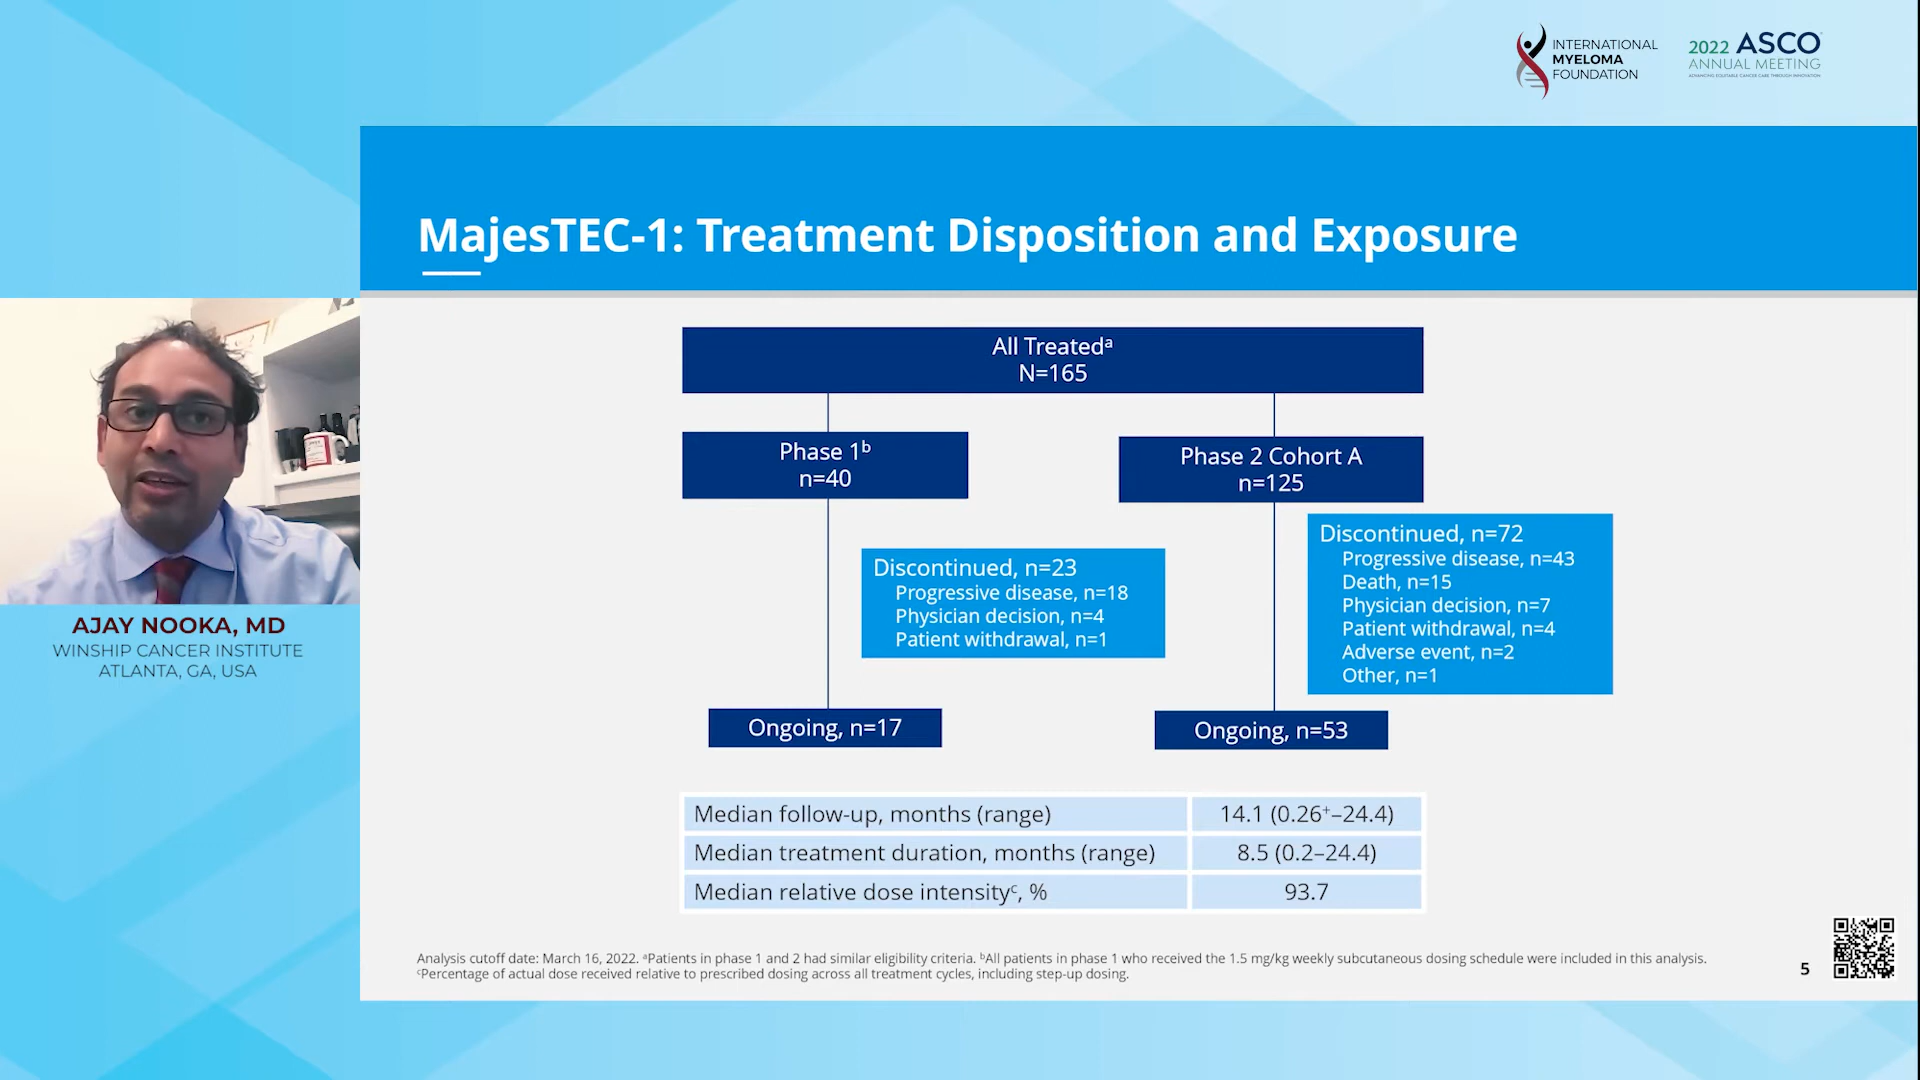 INTERNATIONAL
MYELOMA
FOUNDATION
2022 ASCO
ANNUAL MEETING
ADVANCING EQUITABLE CANCER CARE THROUGH INNOVATION
MajesTEC-1: Treatment Disposition and Exposure
All Treatedᵃ
N=165
Phase 1ᵇ
n=40
Phase 2 Cohort A
n=125
Discontinued, n=23
Progressive disease, n=18
Physician decision, n=4
Patient withdrawal, n=1
Discontinued, n=72
Progressive disease, n=43
Death, n=15
Physician decision, n=7
Patient withdrawal, n=4
Adverse event, n=2
Other, n=1
Ongoing, n=17
Ongoing, n=53
Median follow-up, months (range) 14.1 (0.26⁺–24.4)
Median treatment duration, months (range) 8.5 (0.2–24.4)
Median relative dose intensityᶜ, % 93.7
Analysis cutoff date: March 16, 2022. ᵃPatients in phase 1 and 2 had similar eligibility criteria. ᵇAll patients in phase 1 who received the 1.5 mg/kg weekly subcutaneous dosing schedule were included in this analysis.
ᶜPercentage of actual dose received relative to prescribed dosing across all treatment cycles, including step-up dosing.
5
AJAY NOOKA, MD
WINSHIP CANCER INSTITUTE
ATLANTA, GA, USA